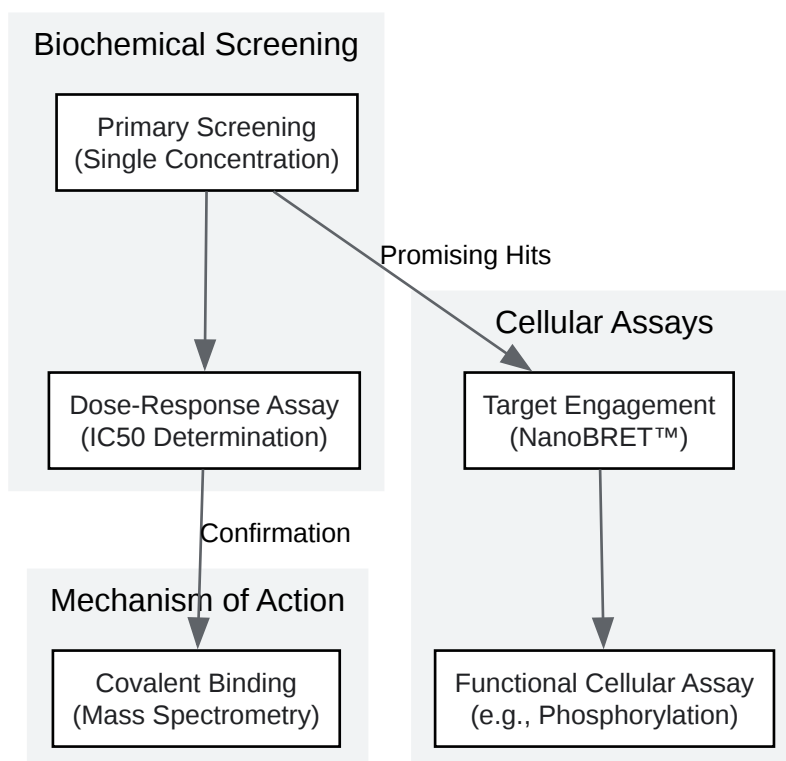 Biochemical Screening
Primary Screening
(Single Concentration)
Promising Hits
Cellular Assays
Dose-Response Assay
(IC50 Determination)
Target Engagement
(NanoBRET™)
Confirmation
Mechanism of Action
Covalent Binding
(Mass Spectrometry)
Functional Cellular Assay
(e.g., Phosphorylation)